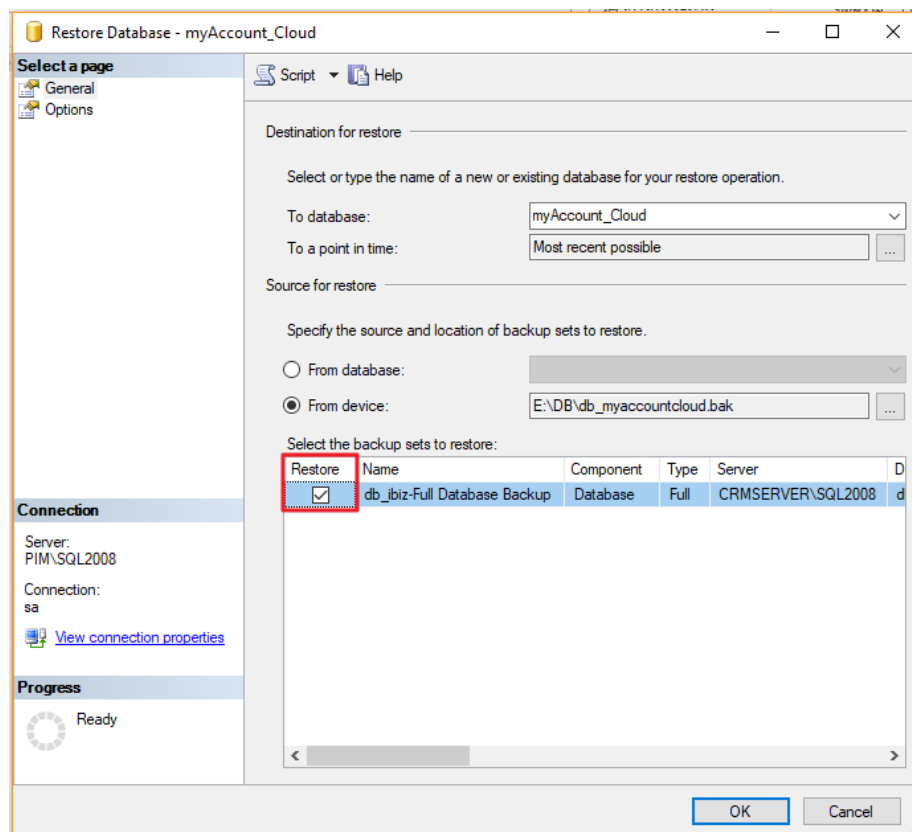 Restore Database - myAccount_Cloud
Select a page
General
Options
Script
Help
Destination for restore
Select or type the name of a new or existing database for your restore operation.
To database:
myAccount_Cloud
To a point in time:
Most recent possible
...
Source for restore
Specify the source and location of backup sets to restore.
From database:
From device:
E:\DB\db_myaccountcloud.bak
...
Select the backup sets to restore:
Restore Name Component Type Server D
db_ibiz-Full Database Backup Database Full CRMSERVER\SQL2008 d
Connection
Server:
PIM\SQL2008
Connection:
sa
View connection properties
Progress
Ready
OK
Cancel